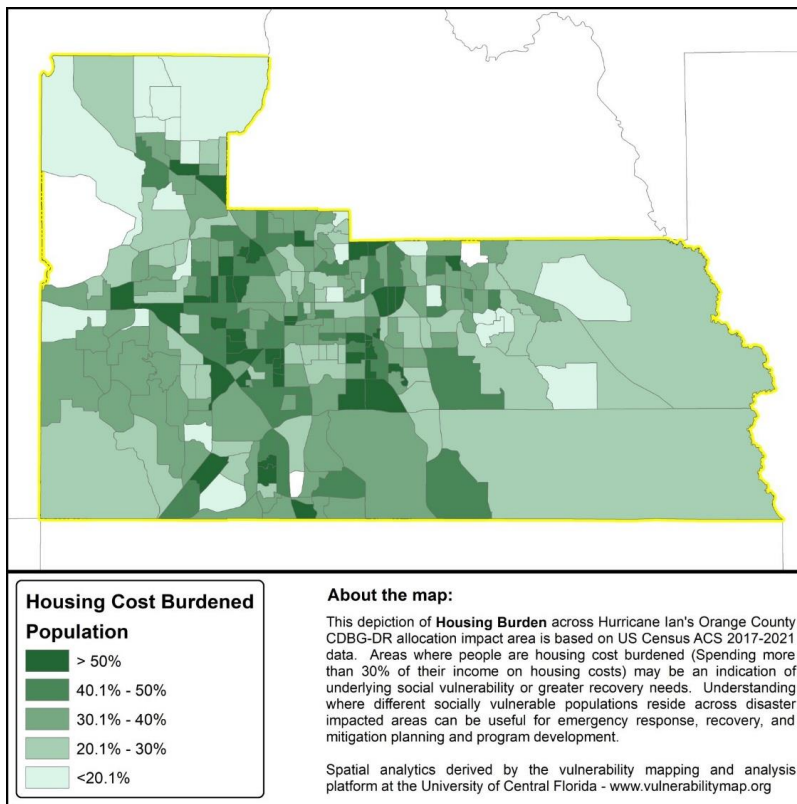 Housing Cost Burdened
Population
> 50%
40.1% - 50%
30.1% - 40%
20.1% - 30%
<20.1%
About the map:
This depiction of Housing Burden across Hurricane Ian's Orange County
CDBG-DR allocation impact area is based on US Census ACS 2017-2021
data. Areas where people are housing cost burdened (Spending more
than 30% of their income on housing costs) may be an indication of
underlying social vulnerability or greater recovery needs. Understanding
where different socially vulnerable populations reside across disaster
impacted areas can be useful for emergency response, recovery, and
mitigation planning and program development.
Spatial analytics derived by the vulnerability mapping and analysis
platform at the University of Central Florida - www.vulnerabilitymap.org